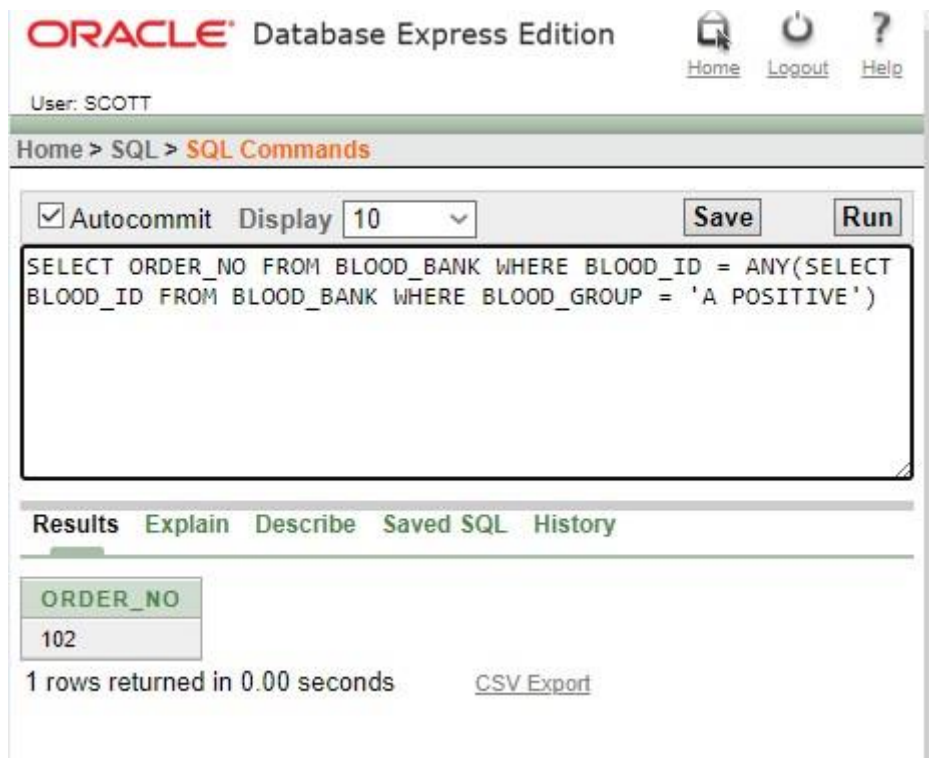 ORACLE Database Express Edition
Home Logout ? Help
User: SCOTT
Home > SQL > SQL Commands
Autocommit Display 10 Save Run
SELECT ORDER_NO FROM BLOOD_BANK WHERE BLOOD_ID = ANY(SELECT
BLOOD_ID FROM BLOOD_BANK WHERE BLOOD_GROUP = 'A POSITIVE')
Results Explain Describe Saved SQL History
ORDER_NO
102
1 rows returned in 0.00 seconds CSV Export